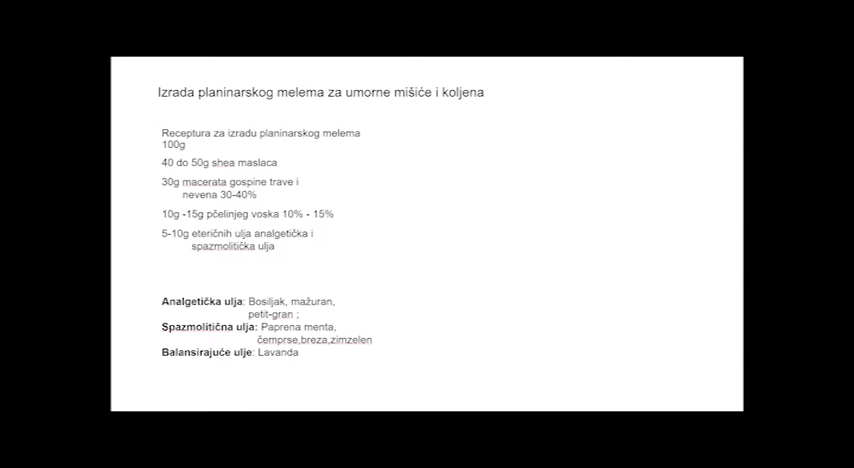 Izrada planinarskog melema za umorne mišiće i koljena
Receptura za izradu planinarskog melema
100g
40 do 50g shea maslaca
30g macerata gospine trave i
nevena 30-40%
10g -15g pčelinjeg voska 10% - 15%
5-10g eteričnih ulja analgetička i
spazmolitička ulja
Analgetička ulja: Bosiljak, mažuran,
petit-gran ;
Spazmolitična ulja: Paprena menta,
čemprse,breza,zimzelen
Balansirajuće ulje: Lavanda